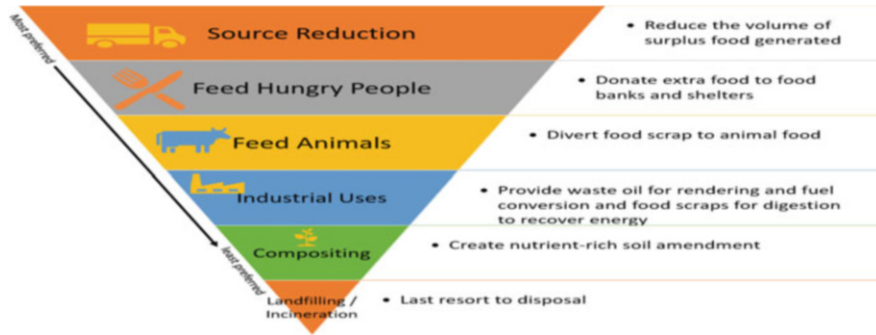 Most preferred
Source Reduction
• Reduce the volume of
surplus food generated
Feed Hungry People
• Donate extra food to food
banks and shelters
Feed Animals
• Divert food scrap to animal food
Industrial Uses
• Provide waste oil for rendering and fuel
conversion and food scraps for digestion
to recover energy
least preferred
Compositing
• Create nutrient-rich soil amendment
Landfilling /
Incineration
• Last resort to disposal